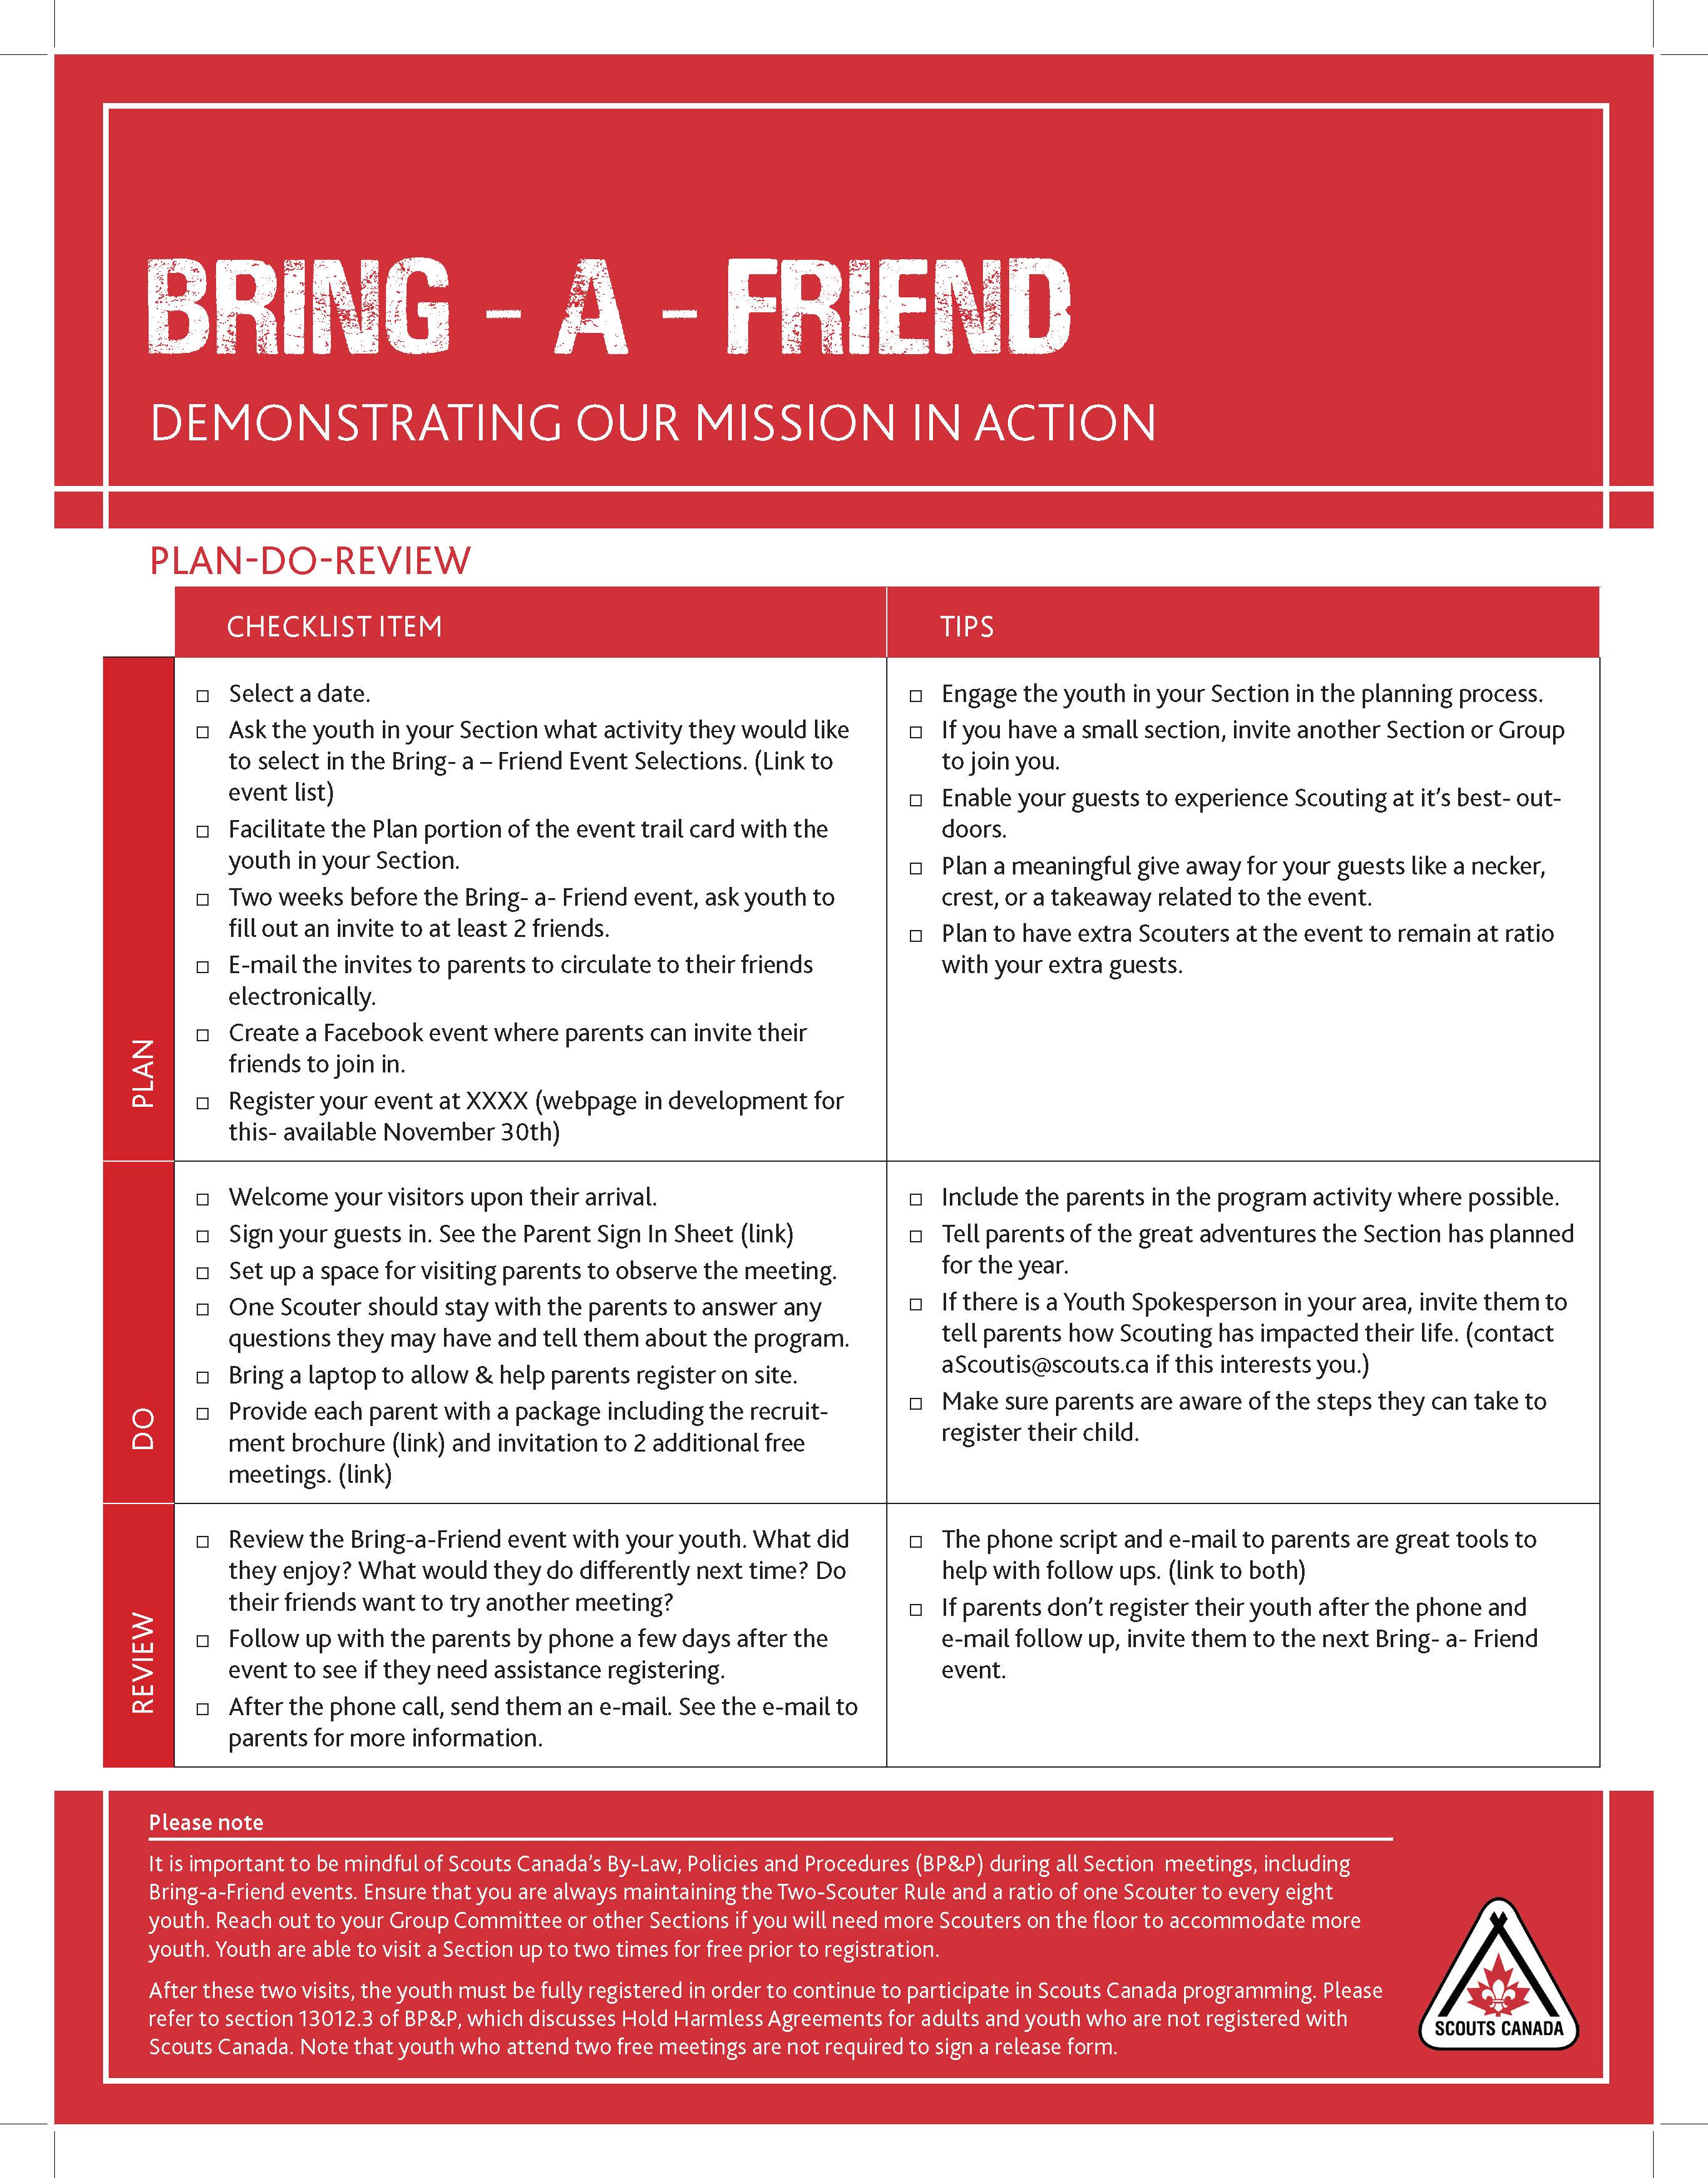 BRING - A - FRIEND
DEMONSTRATING OUR MISSION IN ACTION
PLAN-DO-REVIEW
CHECKLIST ITEM
TIPS
PLAN
□ Select a date.
□ Ask the youth in your Section what activity they would like
to select in the Bring- a – Friend Event Selections. (Link to
event list)
□ Facilitate the Plan portion of the event trail card with the
youth in your Section.
□ Two weeks before the Bring- a- Friend event, ask youth to
fill out an invite to at least 2 friends.
□ E-mail the invites to parents to circulate to their friends
electronically.
□ Create a Facebook event where parents can invite their
friends to join in.
□ Register your event at XXXX (webpage in development for
this- available November 30th)
□ Engage the youth in your Section in the planning process.
□ If you have a small section, invite another Section or Group
to join you.
□ Enable your guests to experience Scouting at it’s best- out-
doors.
□ Plan a meaningful give away for your guests like a necker,
crest, or a takeaway related to the event.
□ Plan to have extra Scouters at the event to remain at ratio
with your extra guests.
DO
□ Welcome your visitors upon their arrival.
□ Sign your guests in. See the Parent Sign In Sheet (link)
□ Set up a space for visiting parents to observe the meeting.
□ One Scouter should stay with the parents to answer any
questions they may have and tell them about the program.
□ Bring a laptop to allow & help parents register on site.
□ Provide each parent with a package including the recruit-
ment brochure (link) and invitation to 2 additional free
meetings. (link)
□ Include the parents in the program activity where possible.
□ Tell parents of the great adventures the Section has planned
for the year.
□ If there is a Youth Spokesperson in your area, invite them to
tell parents how Scouting has impacted their life. (contact
aScoutis@scouts.ca if this interests you.)
□ Make sure parents are aware of the steps they can take to
register their child.
REVIEW
□ Review the Bring-a-Friend event with your youth. What did
they enjoy? What would they do differently next time? Do
their friends want to try another meeting?
□ Follow up with the parents by phone a few days after the
event to see if they need assistance registering.
□ After the phone call, send them an e-mail. See the e-mail to
parents for more information.
□ The phone script and e-mail to parents are great tools to
help with follow ups. (link to both)
□ If parents don’t register their youth after the phone and
e-mail follow up, invite them to the next Bring- a- Friend
event.
Please note
It is important to be mindful of Scouts Canada’s By-Law, Policies and Procedures (BP&P) during all Section meetings, including
Bring-a-Friend events. Ensure that you are always maintaining the Two-Scouter Rule and a ratio of one Scouter to every eight
youth. Reach out to your Group Committee or other Sections if you will need more Scouters on the floor to accommodate more
youth. Youth are able to visit a Section up to two times for free prior to registration.
After these two visits, the youth must be fully registered in order to continue to participate in Scouts Canada programming. Please
refer to section 13012.3 of BP&P, which discusses Hold Harmless Agreements for adults and youth who are not registered with
Scouts Canada. Note that youth who attend two free meetings are not required to sign a release form.
SCOUTS CANADA